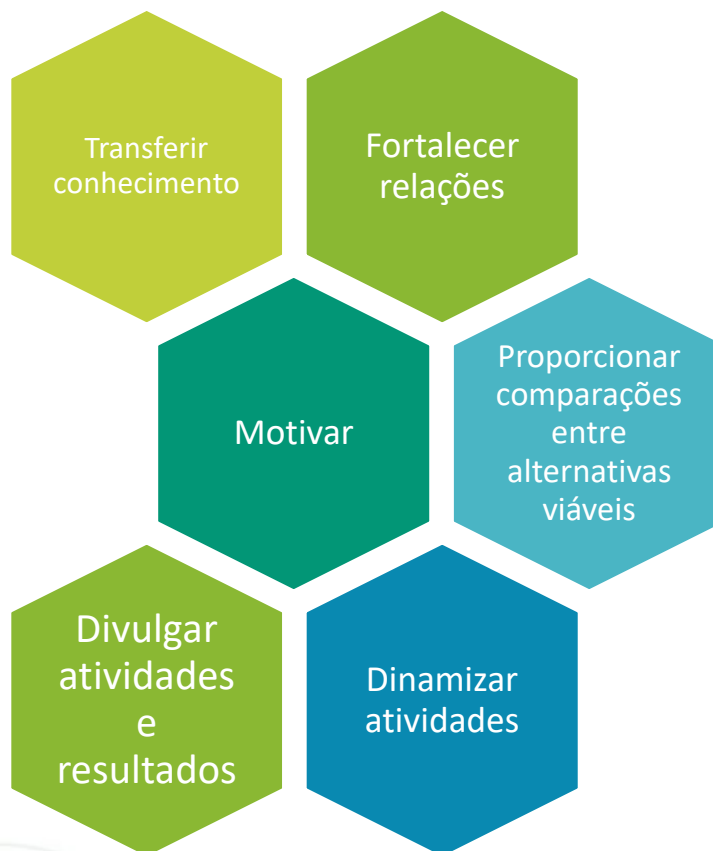 Transferir
conhecimento
Fortalecer
relações
Motivar
Proporcionar
comparações
entre
alternativas
viáveis
Divulgar
atividades
e
resultados
Dinamizar
atividades